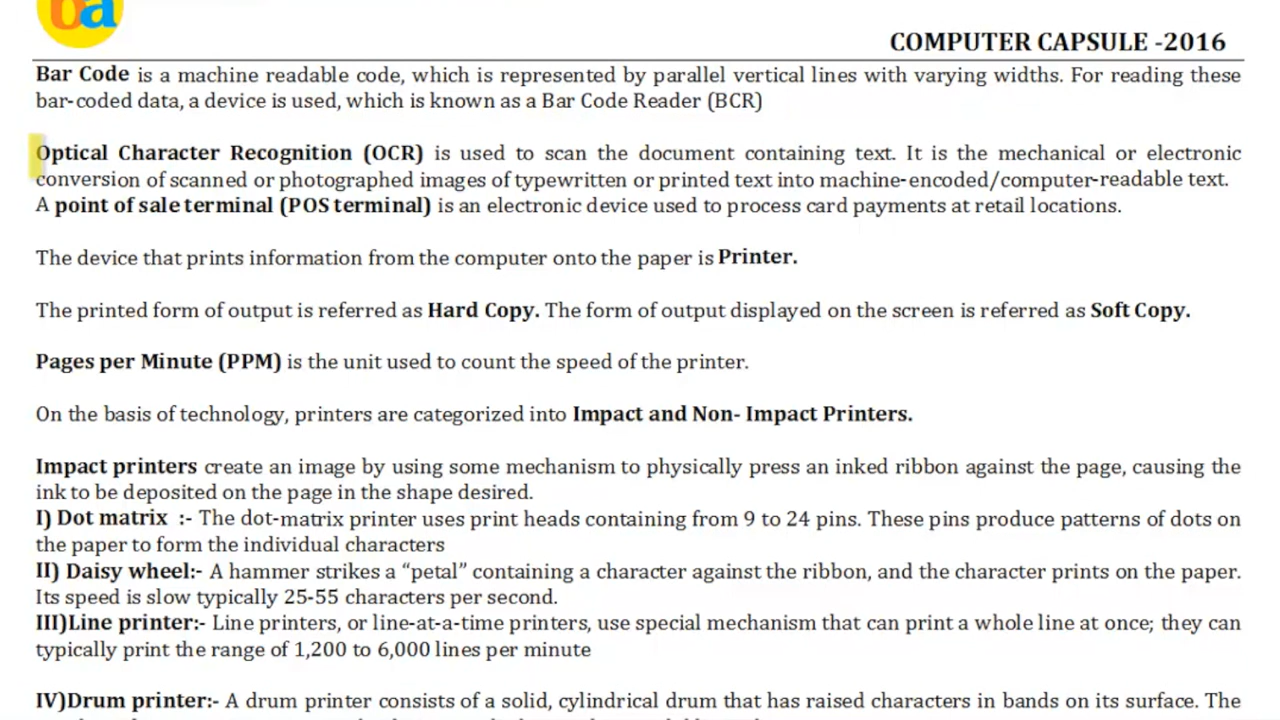 ba
COMPUTER CAPSULE -2016
Bar Code is a machine readable code, which is represented by parallel vertical lines with varying widths. For reading these
bar-coded data, a device is used, which is known as a Bar Code Reader (BCR)
Optical Character Recognition (OCR) is used to scan the document containing text. It is the mechanical or electronic
conversion of scanned or photographed images of typewritten or printed text into machine-encoded/computer-readable text.
A point of sale terminal (POS terminal) is an electronic device used to process card payments at retail locations.
The device that prints information from the computer onto the paper is Printer.
The printed form of output is referred as Hard Copy. The form of output displayed on the screen is referred as Soft Copy.
Pages per Minute (PPM) is the unit used to count the speed of the printer.
On the basis of technology, printers are categorized into Impact and Non- Impact Printers.
Impact printers create an image by using some mechanism to physically press an inked ribbon against the page, causing the
ink to be deposited on the page in the shape desired.
I) Dot matrix :- The dot-matrix printer uses print heads containing from 9 to 24 pins. These pins produce patterns of dots on
the paper to form the individual characters
II) Daisy wheel:- A hammer strikes a “petal” containing a character against the ribbon, and the character prints on the paper.
Its speed is slow typically 25-55 characters per second.
III)Line printer:- Line printers, or line-at-a-time printers, use special mechanism that can print a whole line at once; they can
typically print the range of 1,200 to 6,000 lines per minute
IV)Drum printer:- A drum printer consists of a solid, cylindrical drum that has raised characters in bands on its surface. The